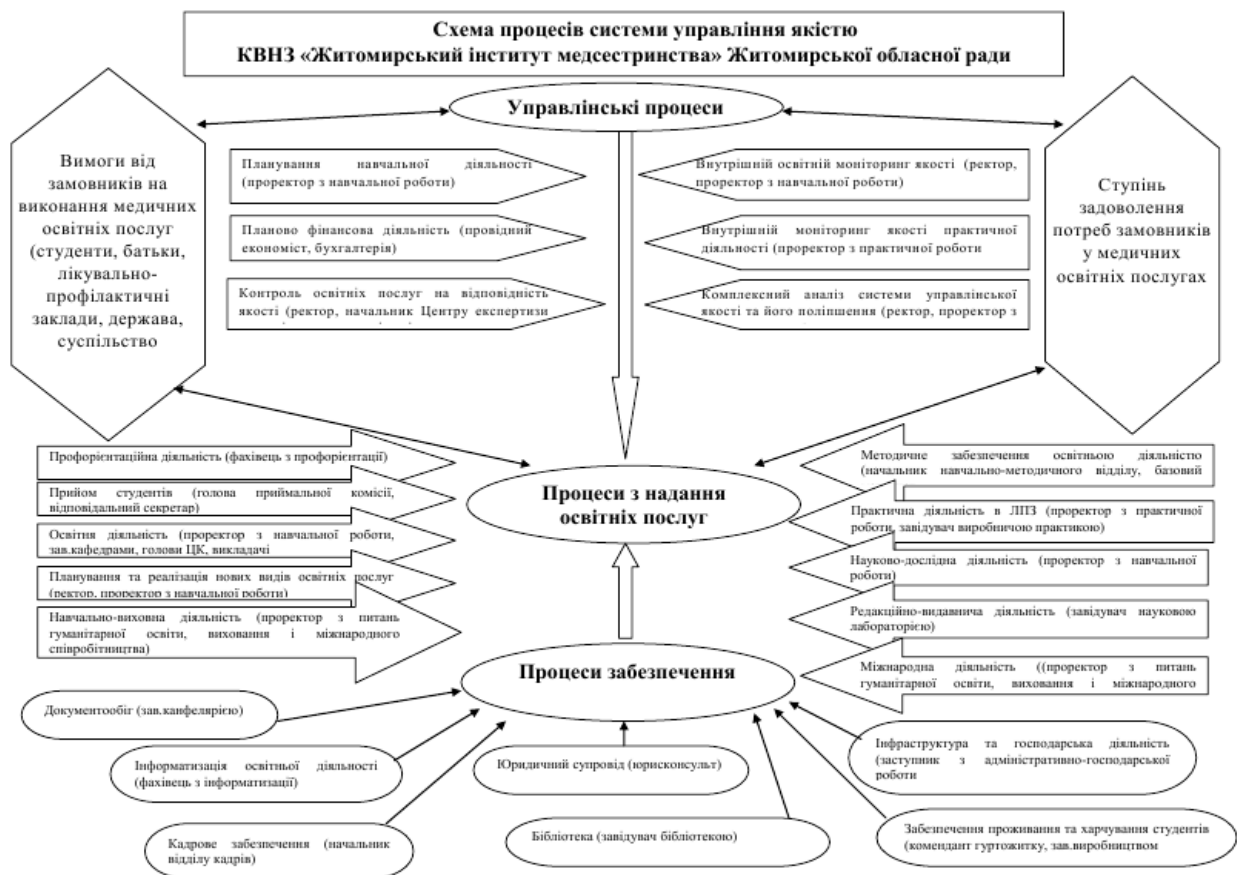 Схема процесів системи управління якістю
КВНЗ «Житомирський інститут медсестринства» Житомирської обласної ради
Управлінські процеси
Вимоги від
замовників на
виконання медичних
освітніх послуг
(студенти, батьки,
лікувально-
профілактичні
заклади, держава,
суспільство
Планування навчальної діяльності
(проректор з навчальної роботи)
Планово фінансова діяльність (провідний
економіст, бухгалтерія)
Контроль освітніх послуг на відповідність
якості (ректор, начальник Центру експертизи
Внутрішній освітній моніторинг якості (ректор,
проректор з навчальної роботи)
Внутрішній моніторинг якості практичної
діяльності (проректор з практичної роботи
Комплексний аналіз системи управлінської
якості та його поліпшення (ректор, проректор з
Ступінь
задоволення
потреб замовників
у медичних
освітніх послугах
Профорієнтаційна діяльність (фахівець з профорієнтації)
Прийом студентів (голова приймальної комісії,
відповідальний секретар)
Освітня діяльність (проректор з навчальної роботи,
зав.кафедрами, голови ЦК, викладачі
Планування та реалізація нових видів освітніх послуг
(ректор, проректор з навчальної роботи)
Навчально-виховна діяльність (проректор з питань
гуманітарної освіти, виховання і міжнародного
співробітництва)
Процеси з надання
освітніх послуг
Методичне забезпечення освітньою діяльністю
(начальник навчально-методичного відділу, базовий
Практична діяльність в ЛПЗ (проректор з практичної
роботи, завідувач виробничою практикою)
Науково-дослідна діяльність (проректор з навчальної
роботи)
Редакційно-видавнича діяльність (завідувач науковою
лабораторією)
Міжнародна діяльність ((проректор з питань
гуманітарної освіти, виховання і міжнародного
Процеси забезпечення
Документообіг (зав.канфелярією)
Інформатизація освітньої діяльності
(фахівець з інформатизації)
Кадрове забезпечення (начальник
відділу кадрів)
Юридичний супровід (юрисконсульт)
Бібліотека (завідувач бібліотекою)
Інфраструктура та господарська діяльність
(заступник з адміністративно-господарської
роботи
Забезпечення проживання та харчування студентів
(комендант гуртожитку, зав.виробництвом